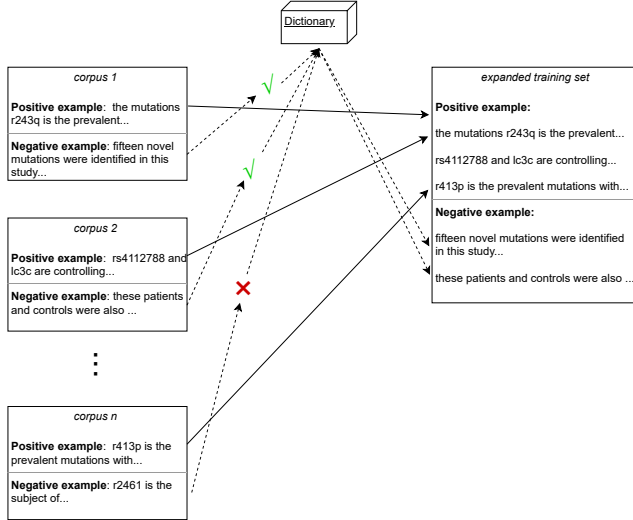 Dictionary
corpus 1
Positive example: the mutations
r243q is the prevalent...
Negative example: fifteen novel
mutations were identified in this
study...
corpus 2
Positive example: rs4112788 and
lc3c are controlling...
Negative example: these patients
and controls were also ...
corpus n
Positive example: r413p is the
prevalent mutations with...
Negative example: r2461 is the
subject of...
expanded training set
Positive example:
the mutations r243q is the prevalent...
rs4112788 and lc3c are controlling...
r413p is the prevalent mutations with...
Negative example:
fifteen novel mutations were identified
in this study...
these patients and controls were also ...